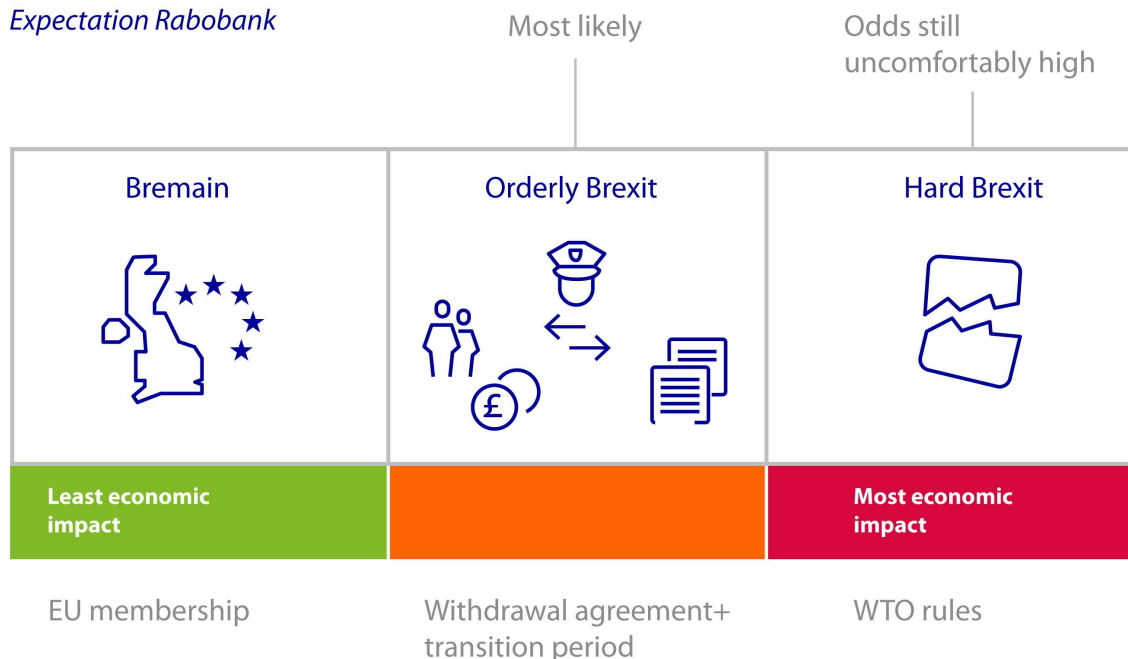 Expectation Rabobank
Most likely
Odds still
uncomfortably high
Bremain
Orderly Brexit
Hard Brexit
£
Least economic
impact
Most economic
impact
EU membership
Withdrawal agreement+
transition period
WTO rules